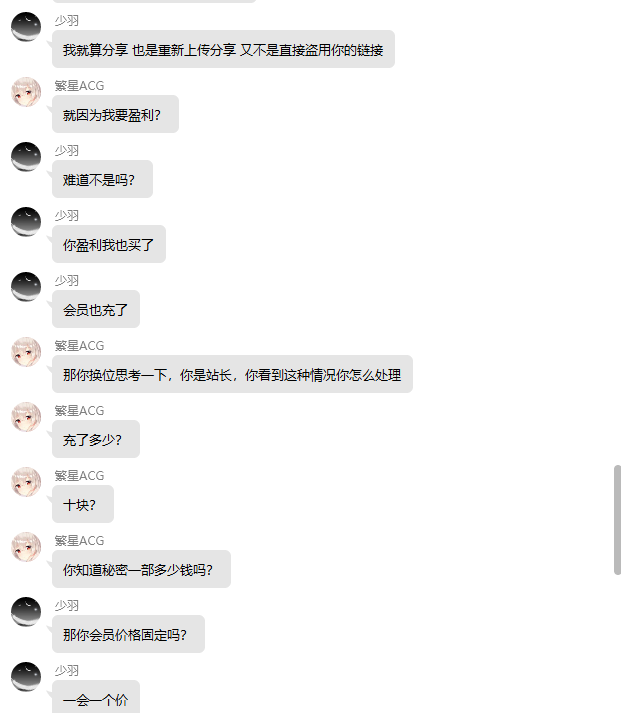 少羽
我就算分享 也是重新上传分享 又不是直接盗用你的链接
繁星ACG
就因为我要盈利？
少羽
难道不是吗？
少羽
你盈利我也买了
少羽
会员也充了
繁星ACG
那你换位思考一下，你是站长，你看到这种情况你怎么处理
繁星ACG
充了多少？
繁星ACG
十块？
繁星ACG
你知道秘密一部多少钱吗？
少羽
那你会员价格固定吗？
少羽
一会一个价